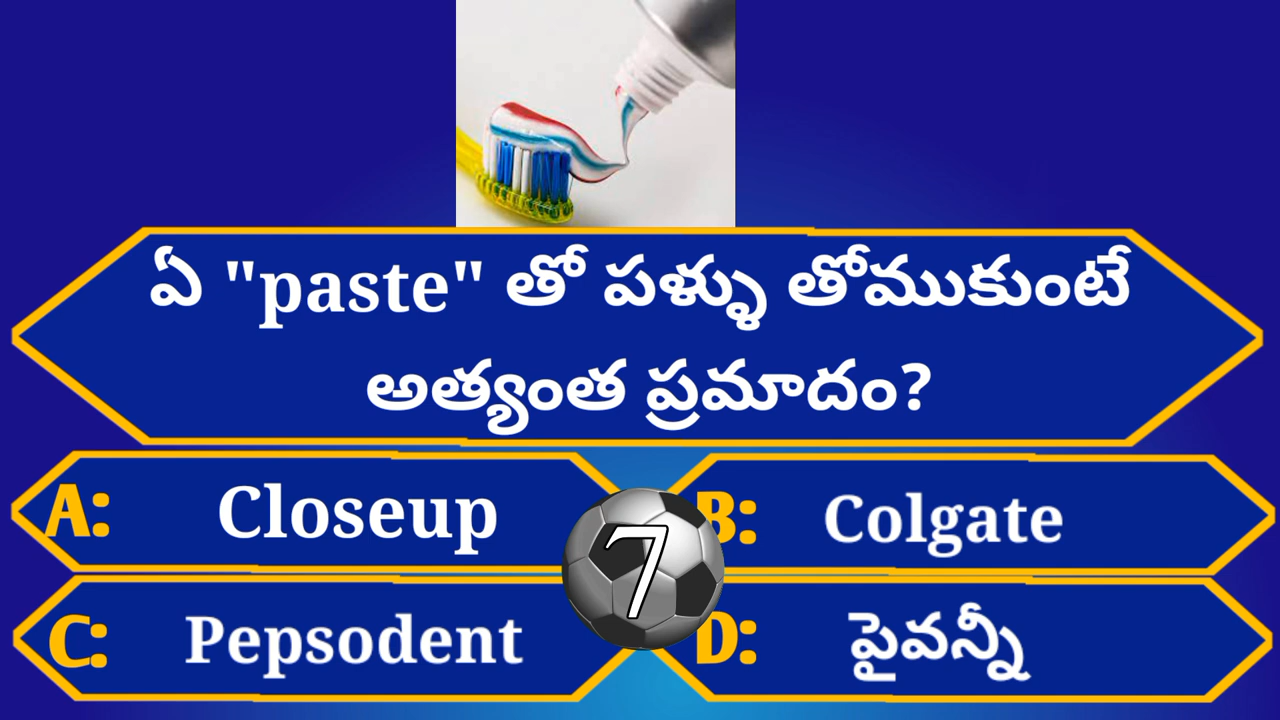 ఏ "paste" తో పళ్ళు తోముకుంటే
అత్యంత ప్రమాదం?
A: Closeup
B: Colgate
7
C: Pepsodent
D: పైవన్నీ